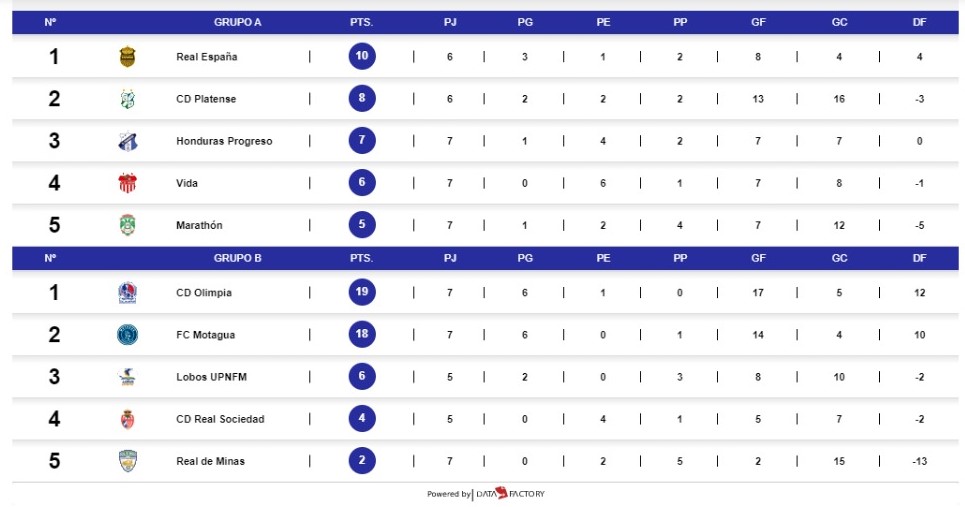 Nº GRUPO A PTS. PJ PG PE PP GF GC DF
1 Real España 10 6 3 1 2 8 4 4
2 CD Platense 8 6 2 2 2 13 16 -3
3 Honduras Progreso 7 7 1 4 2 7 7 0
4 Vida 6 7 0 6 1 7 8 -1
5 Marathón 5 7 1 2 4 7 12 -5
Nº GRUPO B PTS. PJ PG PE PP GF GC DF
1 CD Olimpia 19 7 6 1 0 17 5 12
2 FC Motagua 18 7 6 0 1 14 4 10
3 Lobos UPNFM 6 5 2 0 3 8 10 -2
4 CD Real Sociedad 4 5 0 4 1 5 7 -2
5 Real de Minas 2 7 0 2 5 2 15 -13
Powered by DATA FACTORY